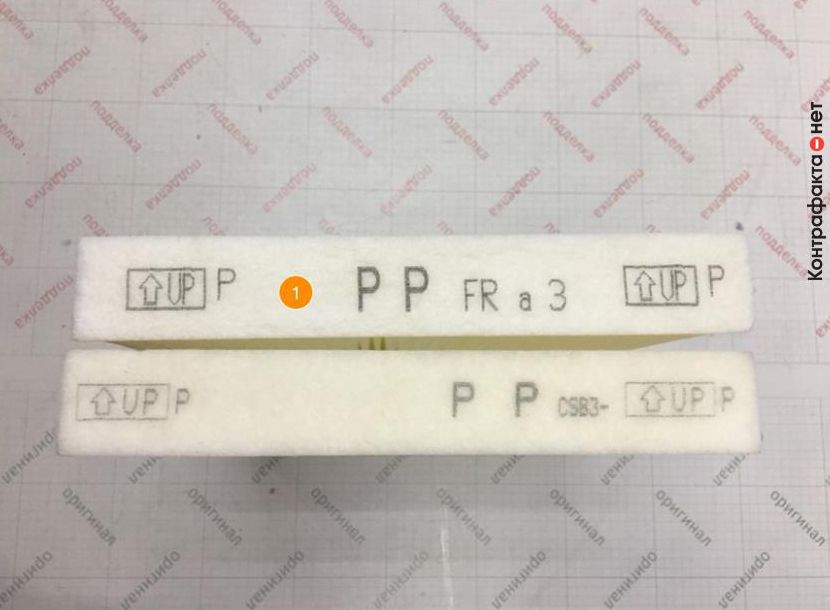 Контрафакта нет
⇧UP P 1 P P FR a 3 ⇧UP P
⇧UP P P P CSB3- ⇧UP P
подделка
оригинал